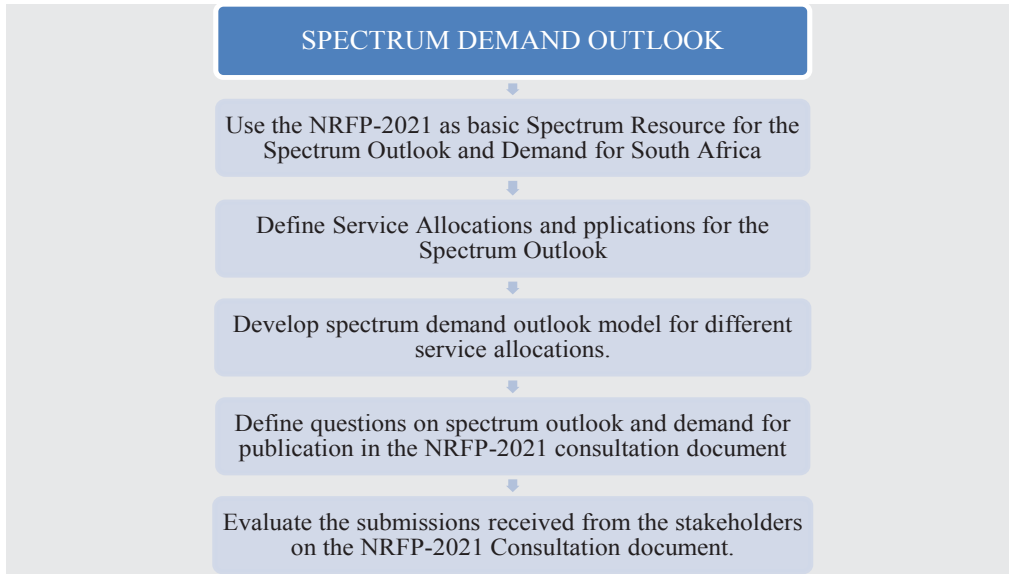 SPECTRUM DEMAND OUTLOOK
Use the NRFP-2021 as basic Spectrum Resource for the
Spectrum Outlook and Demand for South Africa
Define Service Allocations and pplications for the
Spectrum Outlook
Develop spectrum demand outlook model for different
service allocations.
Define questions on spectrum outlook and demand for
publication in the NRFP-2021 consultation document
Evaluate the submissions received from the stakeholders
on the NRFP-2021 Consultation document.